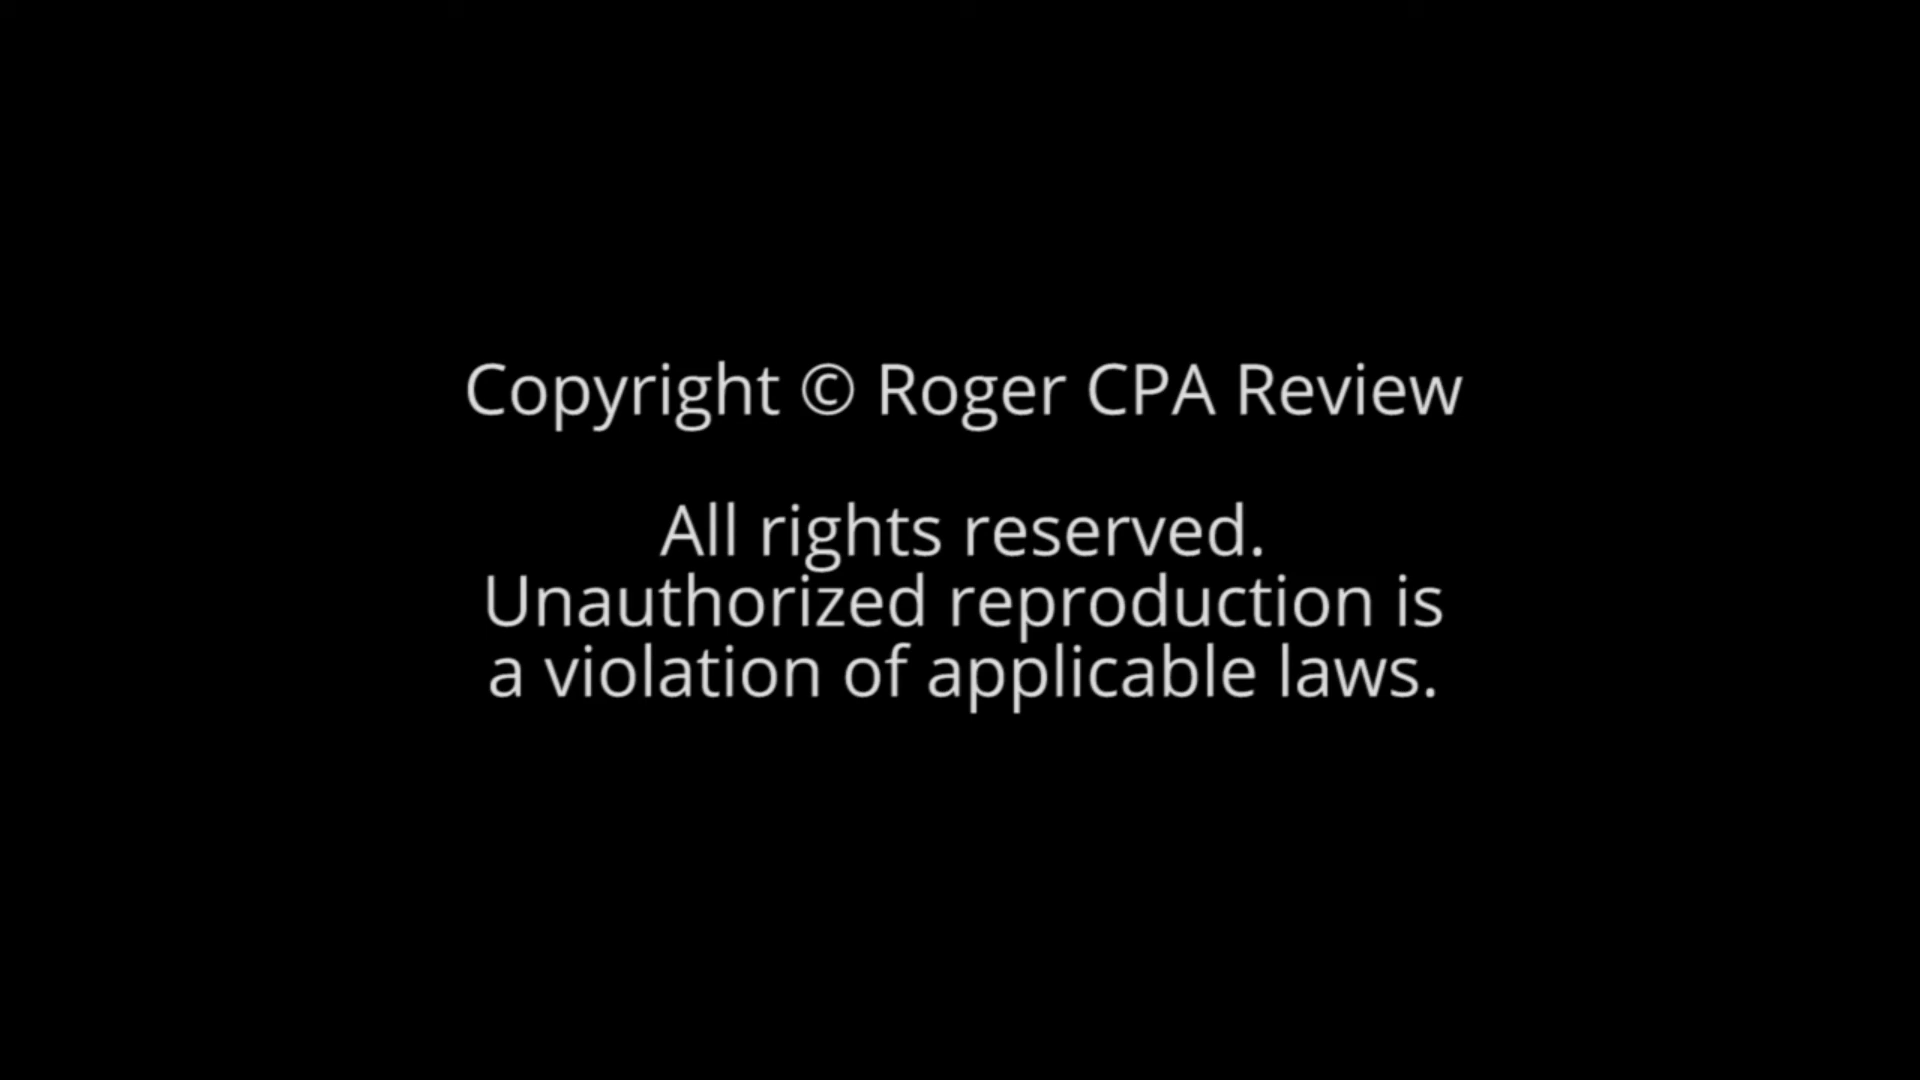 Copyright © Roger CPA Review
All rights reserved.
Unauthorized reproduction is
a violation of applicable laws.